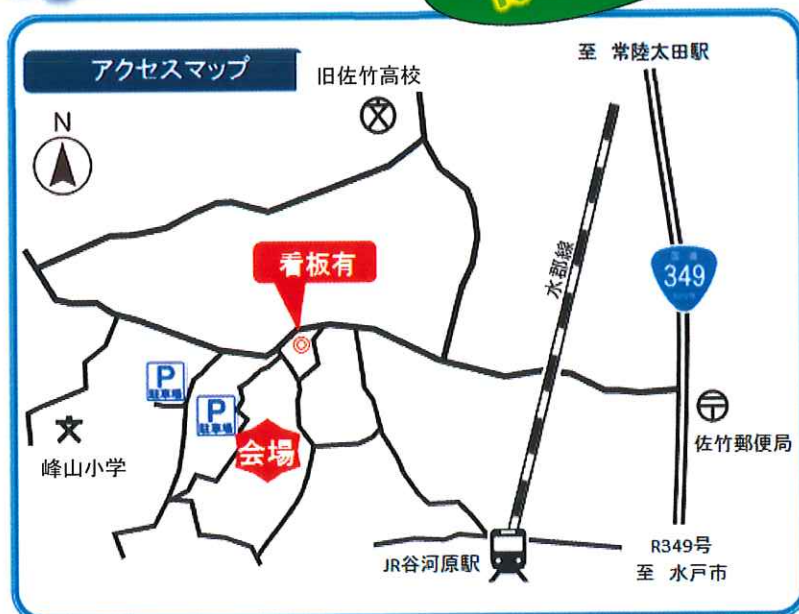 至 常陸太田駅
アクセスマップ
旧佐竹高校
N
看板有
水郡線
国道
349
P
駐車場
P
駐車場
会場
峰山小学
佐竹郵便局
JR谷河原駅
R349号
至 水戸市